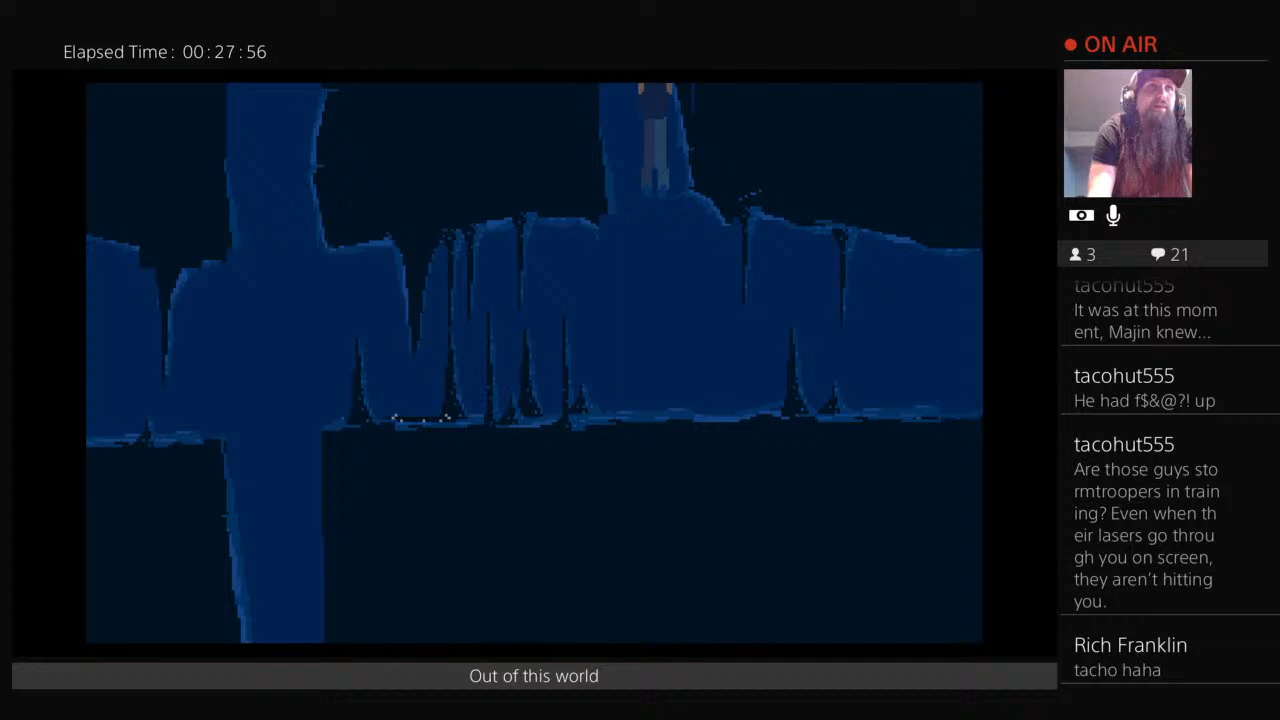 Elapsed Time: 00:27:56
ON AIR
3
21
tacohut555
It was at this mom
ent, Majin knew...
tacohut555
He had f$&@?! up
tacohut555
Are those guys sto
rmtroopers in train
ing? Even when th
eir lasers go throu
gh you on screen,
they aren't hitting
you.
Rich Franklin
tacho haha
Out of this world